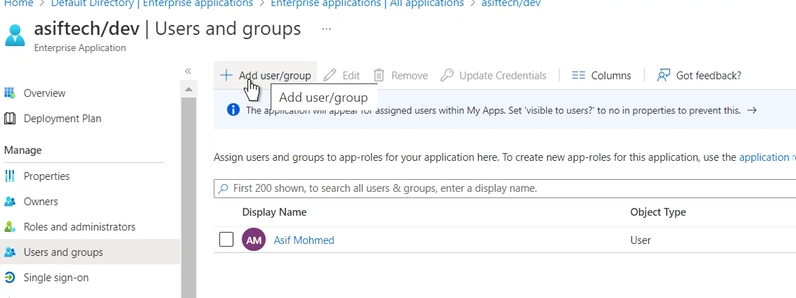 Home > Default Directory | Enterprise applications > Enterprise applications | All applications > asiftech/dev
asiftech/dev | Users and groups ...
Enterprise Application
«
Overview
Deployment Plan
Manage
Properties
Owners
Roles and administrators
Users and groups
Single sign-on
+ Add user/group Edit Remove Update Credentials Columns Got feedback?
Add user/group
The application will appear for assigned users within My Apps. Set 'visible to users?' to no in properties to prevent this. →
Assign users and groups to app-roles for your application here. To create new app-roles for this application, use the application
First 200 shown, to search all users & groups, enter a display name.
Display Name Object Type
AM Asif Mohmed User